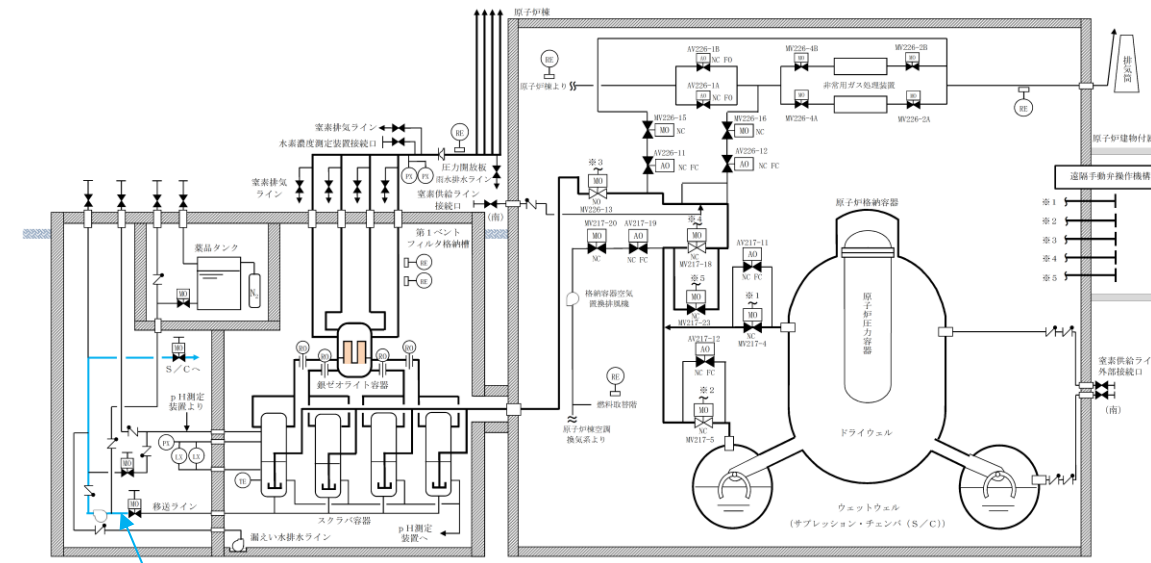 原子炉棟
AV226-1B
AO
NC FO
MV226-4B
MO
MV226-2B
MO
RE
原子炉棟より
AV226-1A
AO
NC FO
非常用ガス処理装置
MO
MV226-4A
MO
MV226-2A
RE
排気筒
窒素排気ライン
水素濃度測定装置接続口
RE
PX
PX
圧力開放板
雨水排水ライン
窒素排気
ライン
窒素供給ライン
接続口
(南)
MV226-15
MO
NC
MV226-16
MO
NC
AV226-11
AO
NC FC
AV226-12
AO
NC FC
※3
MO
NO
MV226-13
原子炉建物付
遠隔手動弁操作機構
※1
※2
※3
※4
※5
第1ベント
フィルタ格納槽
RE
RE
薬品タンク
MO
N2
MV217-20
MO
NC
AV217-19
AO
NC FC
※4
MO
NC
MV217-18
※5
MO
NC
MV217-23
AV217-11
AO
NC FC
※1
MO
NC
MV217-4
原子炉格納容器
原子炉圧力容器
格納容器空気
置換排風機
AV217-12
AO
NC FC
※2
MO
NC
MV217-5
RE
燃料取替階
原子炉棟空調
換気系より
MO
S/Cへ
RO
RO
RO
RO
銀ゼオライト容器
pH測定
装置より
PX
LX
LX
TE
MO
MO
移送ライン
スクラバ容器
pH測定
装置へ
漏えい水排水ライン
ドライウェル
ウェットウェル
(サプレッション・チェンバ(S/C))
窒素供給ライ
外部接続口
(南)